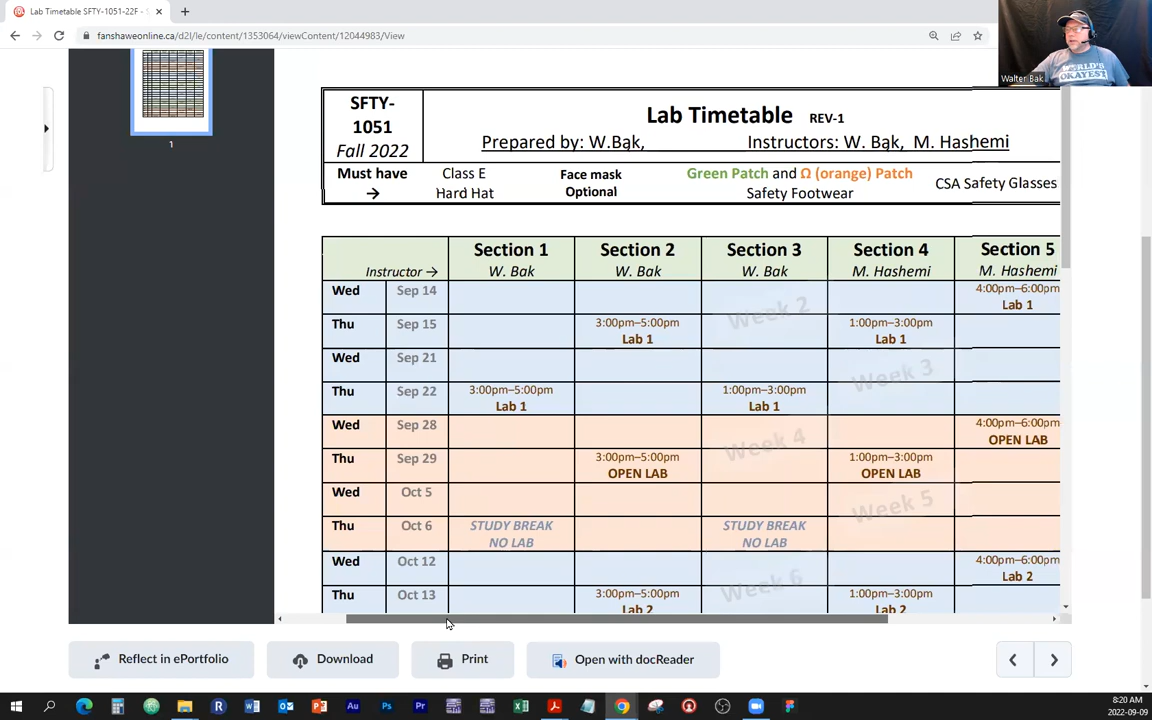 Lab Timetable SFTY-1051-22F -
fanshaweonline.ca/d2l/le/content/1353064/viewContent/12044983/View
WORLD'S
OKAYEST
Walter Bak
1
SFTY-
1051
Fall 2022
Lab Timetable REV-1
Prepared by: W.Bak, Instructors: W. Bak, M. Hashemi
Must have
→
Class E
Hard Hat
Face mask
Optional
Green Patch and Ω (orange) Patch
Safety Footwear
CSA Safety Glasses
Instructor →
Section 1
W. Bak
Section 2
W. Bak
Section 3
W. Bak
Section 4
M. Hashemi
Section 5
M. Hashemi
Wed Sep 14 4:00pm–6:00pm
Lab 1
Week 2
Thu Sep 15 3:00pm–5:00pm 1:00pm–3:00pm
Lab 1 Lab 1
Wed Sep 21
Week 3
Thu Sep 22 3:00pm–5:00pm 1:00pm–3:00pm
Lab 1 Lab 1
Wed Sep 28 4:00pm–6:00pm
OPEN LAB
Week 4
Thu Sep 29 3:00pm–5:00pm 1:00pm–3:00pm
OPEN LAB OPEN LAB
Wed Oct 5
Week 5
Thu Oct 6 STUDY BREAK STUDY BREAK
NO LAB NO LAB
Wed Oct 12 4:00pm–6:00pm
Lab 2
Week 6
Thu Oct 13 3:00pm–5:00pm 1:00pm–3:00pm
Lab 2 Lab 2
Reflect in ePortfolio Download Print Open with docReader
8:20 AM
2022-09-09